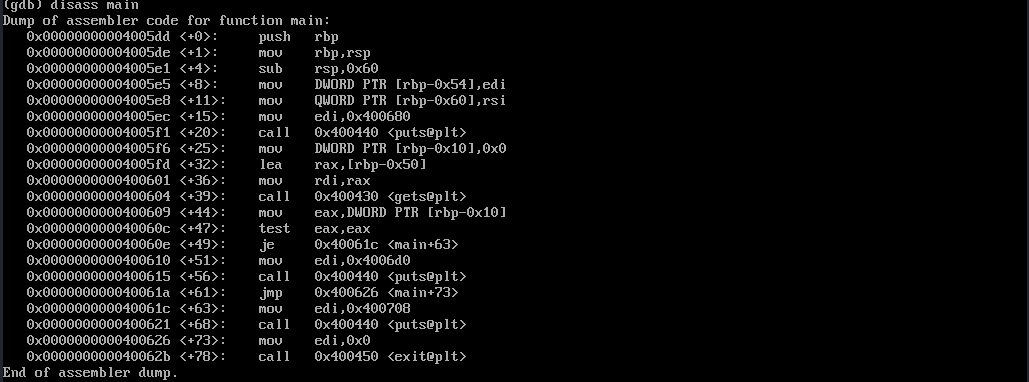 (gdb) disass main
Dump of assembler code for function main:
0x00000000004005dd <+0>: push rbp
0x00000000004005de <+1>: mov rbp,rsp
0x00000000004005e1 <+4>: sub rsp,0x60
0x00000000004005e5 <+8>: mov DWORD PTR [rbp-0x54],edi
0x00000000004005e8 <+11>: mov QWORD PTR [rbp-0x60],rsi
0x00000000004005ec <+15>: mov edi,0x400680
0x00000000004005f1 <+20>: call 0x400440 <puts@plt>
0x00000000004005f6 <+25>: mov DWORD PTR [rbp-0x10],0x0
0x00000000004005fd <+32>: lea rax,[rbp-0x50]
0x0000000000400601 <+36>: mov rdi,rax
0x0000000000400604 <+39>: call 0x400430 <gets@plt>
0x0000000000400609 <+44>: mov eax,DWORD PTR [rbp-0x10]
0x000000000040060c <+47>: test eax,eax
0x000000000040060e <+49>: je 0x40061c <main+63>
0x0000000000400610 <+51>: mov edi,0x4006d0
0x0000000000400615 <+56>: call 0x400440 <puts@plt>
0x000000000040061a <+61>: jmp 0x400626 <main+73>
0x000000000040061c <+63>: mov edi,0x400708
0x0000000000400621 <+68>: call 0x400440 <puts@plt>
0x0000000000400626 <+73>: mov edi,0x0
0x000000000040062b <+78>: call 0x400450 <exit@plt>
End of assembler dump.